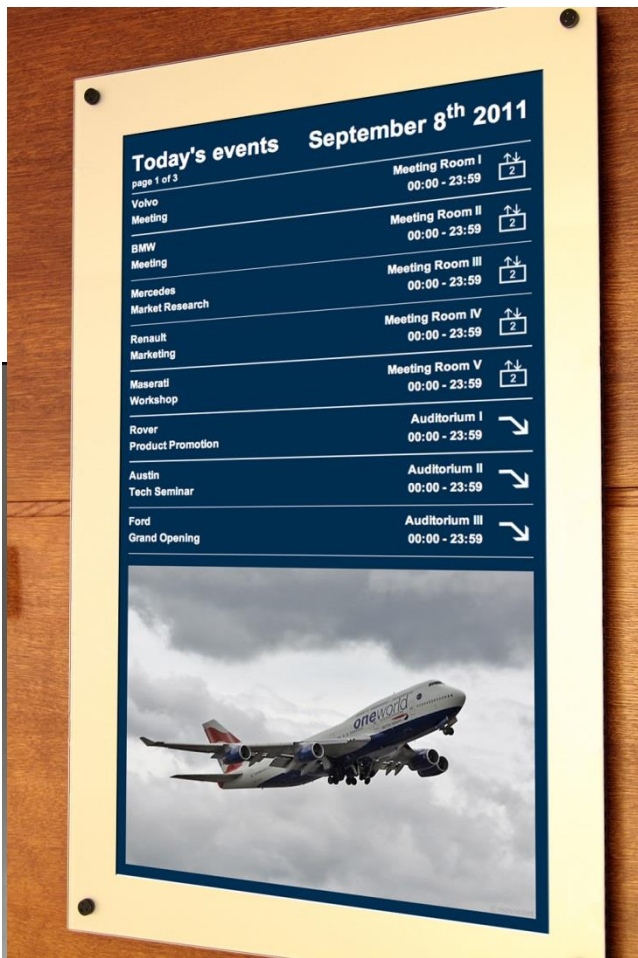 Today's events September 8th 2011
page 1 of 3
Volvo Meeting Room I
Meeting 00:00 - 23:59 2
BMW Meeting Room II
Meeting 00:00 - 23:59 2
Mercedes Meeting Room III
Market Research 00:00 - 23:59 2
Renault Meeting Room IV
Marketing 00:00 - 23:59 2
Maserati Meeting Room V
Workshop 00:00 - 23:59 2
Rover Auditorium I
Product Promotion 00:00 - 23:59
Austin Auditorium II
Tech Seminar 00:00 - 23:59
Ford Auditorium III
Grand Opening 00:00 - 23:59
oneworld